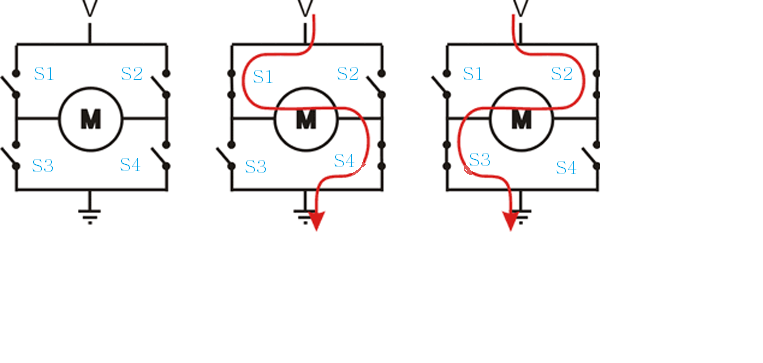 V V V
S1 S2 S1 S2 S1 S2
M M M
S3 S4 S3 S4 S3 S4